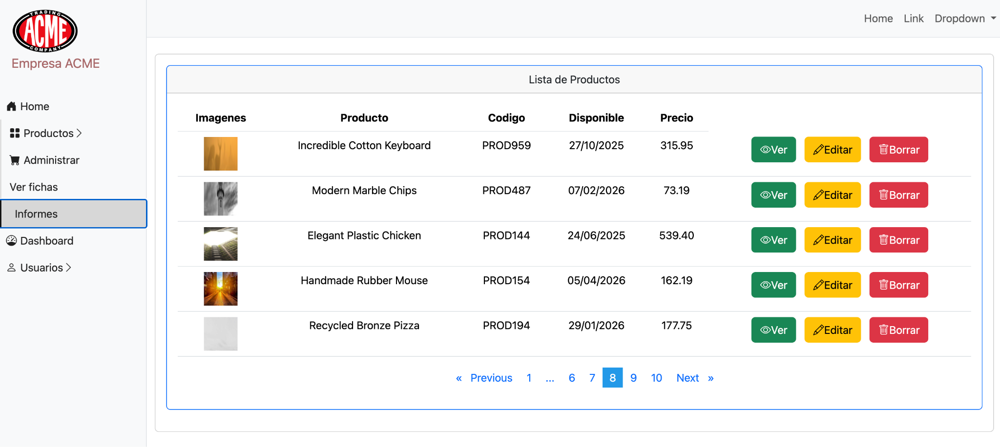 TRADING
ACME
COMPANY
Empresa ACME
Home
Productos
Administrar
Ver fichas
Informes
Dashboard
Usuarios
Home Link Dropdown
Lista de Productos
Imagenes Producto Codigo Disponible Precio
Incredible Cotton Keyboard PROD959 27/10/2025 315.95 Ver Editar Borrar
Modern Marble Chips PROD487 07/02/2026 73.19 Ver Editar Borrar
Elegant Plastic Chicken PROD144 24/06/2025 539.40 Ver Editar Borrar
Handmade Rubber Mouse PROD154 05/04/2026 162.19 Ver Editar Borrar
Recycled Bronze Pizza PROD194 29/01/2026 177.75 Ver Editar Borrar
« Previous 1 ... 6 7 8 9 10 Next »